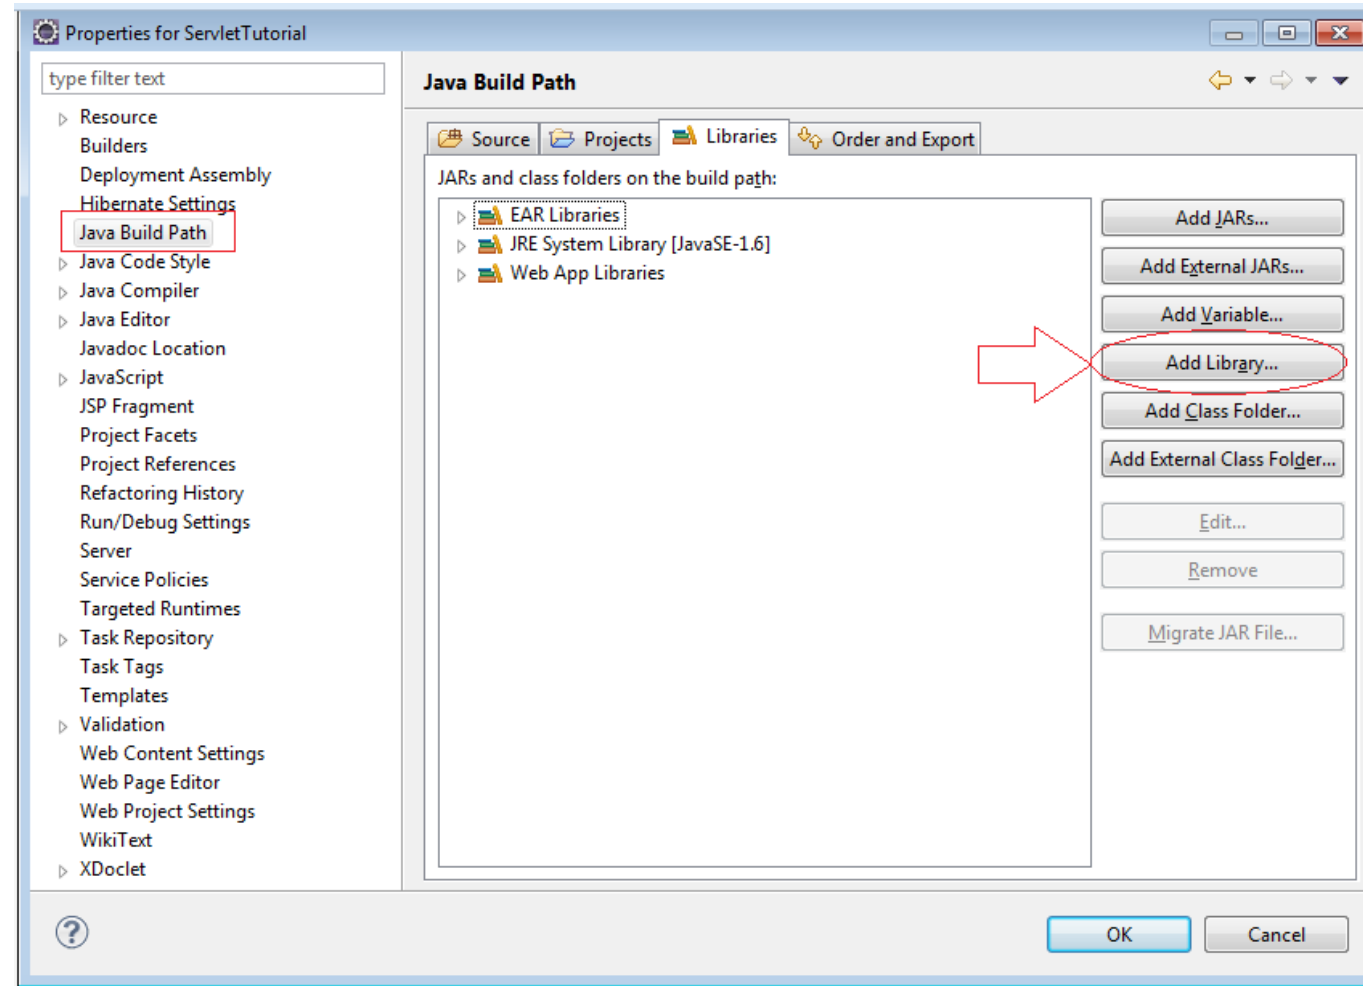 Properties for ServletTutorial
type filter text
Resource
Builders
Deployment Assembly
Hibernate Settings
Java Build Path
Java Code Style
Java Compiler
Java Editor
Javadoc Location
JavaScript
JSP Fragment
Project Facets
Project References
Refactoring History
Run/Debug Settings
Server
Service Policies
Targeted Runtimes
Task Repository
Task Tags
Templates
Validation
Web Content Settings
Web Page Editor
Web Project Settings
WikiText
XDoclet
Java Build Path
Source Projects Libraries Order and Export
JARs and class folders on the build path:
EAR Libraries
JRE System Library [JavaSE-1.6]
Web App Libraries
Add JARs...
Add External JARs...
Add Variable...
Add Library...
Add Class Folder...
Add External Class Folder...
Edit...
Remove
Migrate JAR File...
?
OK Cancel